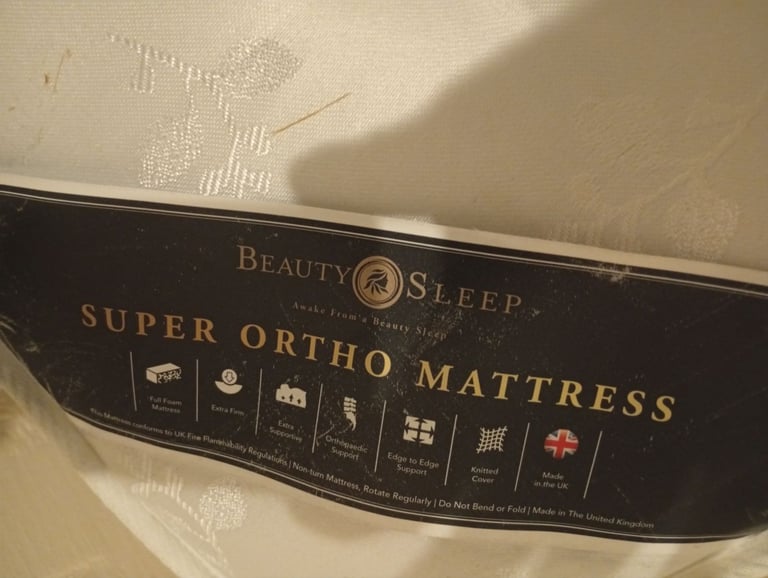 BEAUTY SLEEP
Awake From a Beauty Sleep
SUPER ORTHO MATTRESS
Full Foam
Mattress
Extra Firm
Extra
Supportive
Orthopaedic
Support
Edge to Edge
Support
Knitted
Cover
Made
in the UK
This Mattress conforms to UK Fire Flammability Regulations | Non-turn Mattress, Rotate Regularly | Do Not Bend or Fold | Made in The United Kingdom